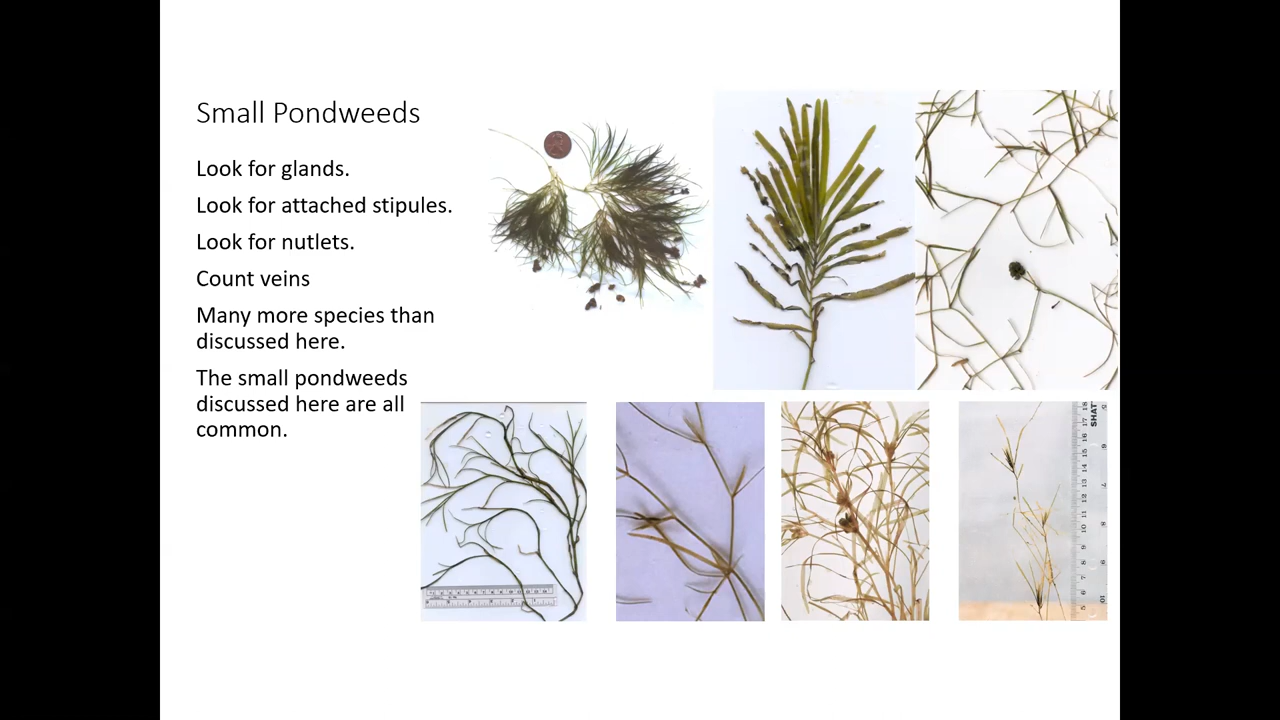 Small Pondweeds
Look for glands.
Look for attached stipules.
Look for nutlets.
Count veins
Many more species than
discussed here.
The small pondweeds
discussed here are all
common.
SHAT